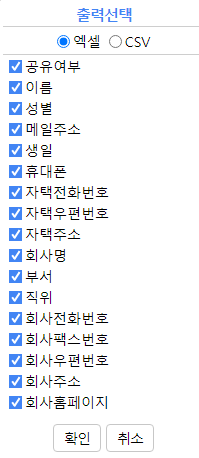 출력선택
엑셀 CSV
공유여부
이름
성별
메일주소
생일
휴대폰
자택전화번호
자택우편번호
자택주소
회사명
부서
직위
회사전화번호
회사팩스번호
회사우편번호
회사주소
회사홈페이지
확인 취소